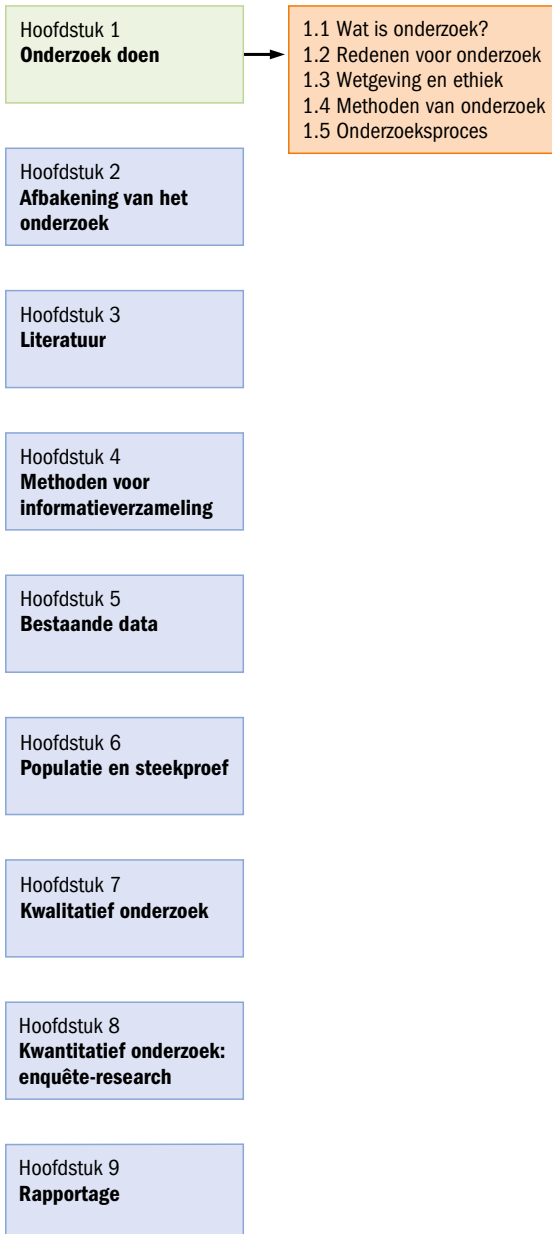 Hoofdstuk 1
Onderzoek doen
1.1 Wat is onderzoek?
1.2 Redenen voor onderzoek
1.3 Wetgeving en ethiek
1.4 Methoden van onderzoek
1.5 Onderzoeksproces
Hoofdstuk 2
Afbakening van het
onderzoek
Hoofdstuk 3
Literatuur
Hoofdstuk 4
Methoden voor
informatieverzameling
Hoofdstuk 5
Bestaande data
Hoofdstuk 6
Populatie en steekproef
Hoofdstuk 7
Kwalitatief onderzoek
Hoofdstuk 8
Kwantitatief onderzoek:
enquête-research
Hoofdstuk 9
Rapportage